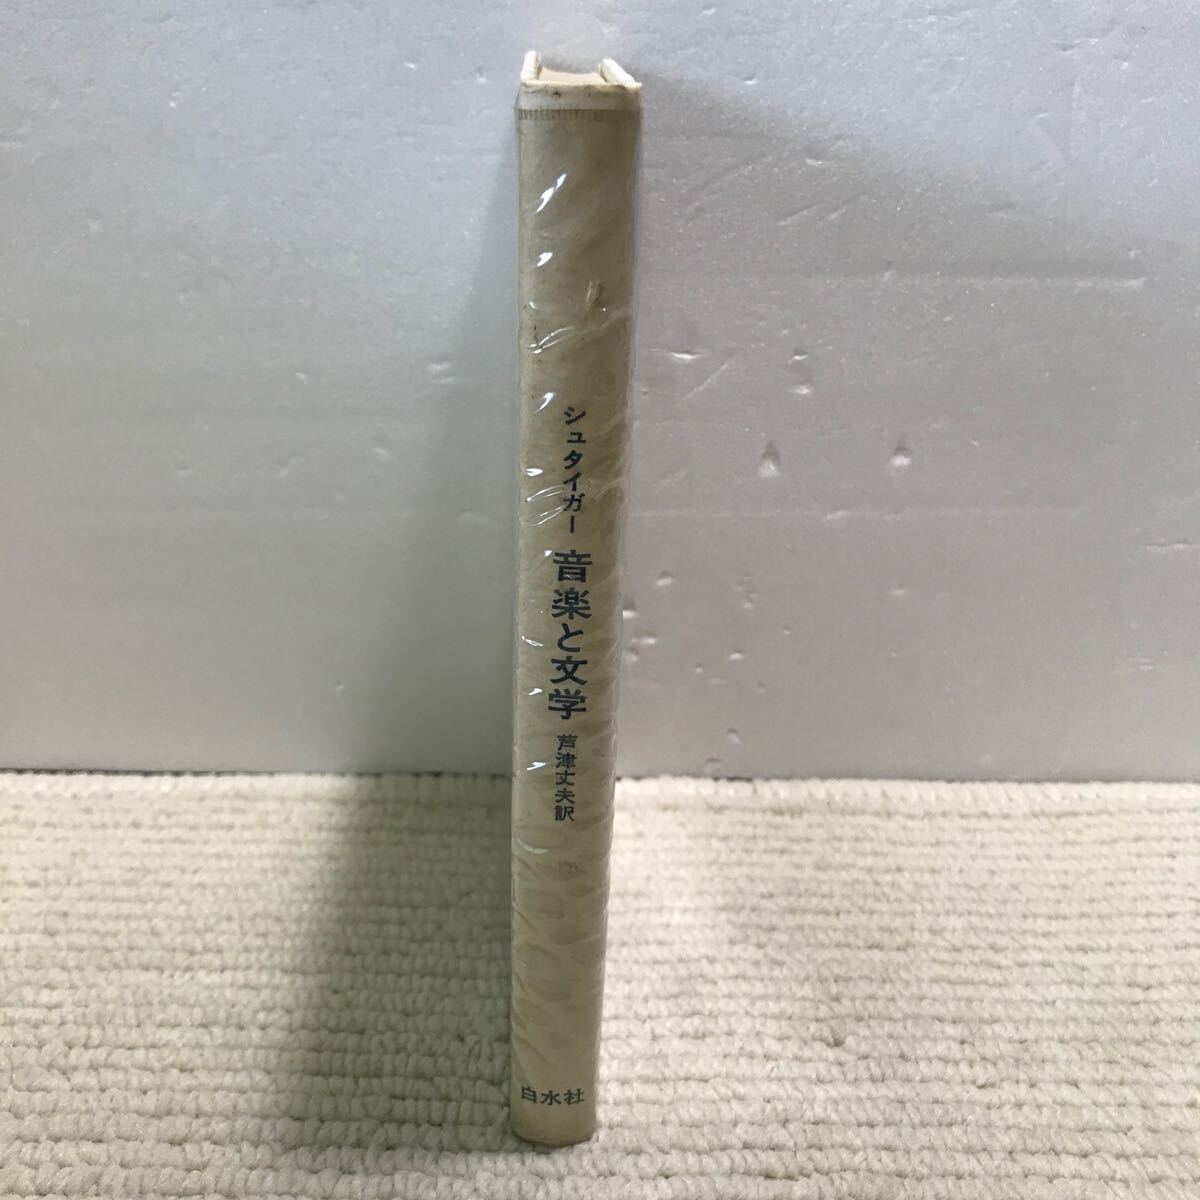 シュタイガー
音楽と文学
芦津丈夫訳
白水社